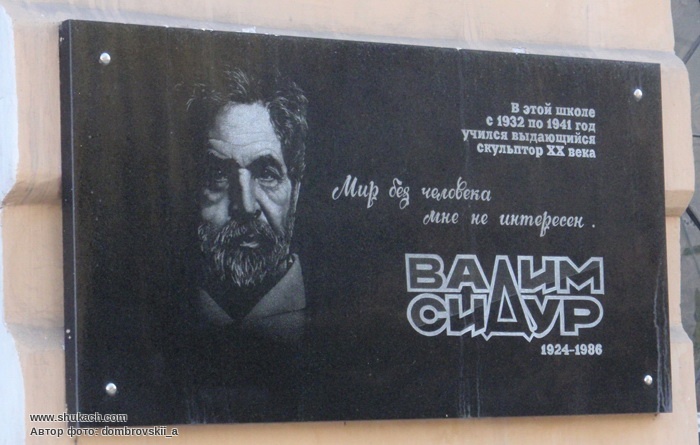 В этой школе
с 1932 по 1941 год
учился выдающийся
скульптор XX века
Мир без человека
мне не интересен.
ВАДИМ
СИДУР
1924-1986
www.shukach.com
Автор фото: dombrovskii_a